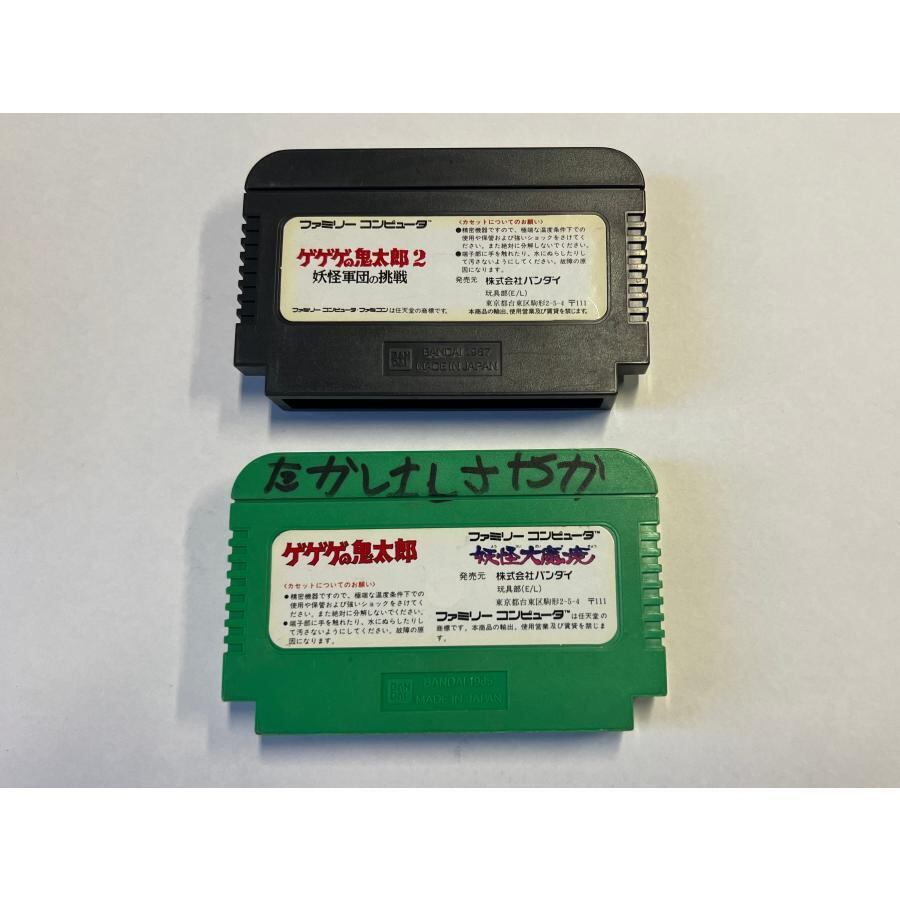 ファミリー コンピュータ™
ゲゲゲの鬼太郎2
妖怪軍団の挑戦
ファミリーコンピュータ・ファミコンは任天堂の商標です。
〈カセットについてのお願い〉
●精密機器ですので、極端な温度条件下での
使用や保管および強いショックをさけてくだ
さい。また絶対に分解しないでください。
●端子部に手を触れたり、水にぬらしたりし
て汚さないようにしてください。故障の原
因になります。
発売元 株式会社バンダイ
玩具部(E/L)
東京都台東区駒形2-5-4 〒111
本商品の輸出、使用営業及び賃貸を禁じます。
BAN
DAI
BANDAI 1987
MADE IN JAPAN
たかしよしさやか
ゲゲゲの鬼太郎
〈カセットについてのお願い〉
●精密機器ですので、極端な温度条件下での
使用や保管および強いショックをさけてくだ
さい。また絶対に分解しないでください。
●端子部に手を触れたり、水にぬらしたりし
て汚さないようにしてください。故障の原
因になります。
ファミリー コンピュータ™
妖怪大魔境
発売元 株式会社バンダイ
玩具部(E/L)
東京都台東区駒形2-5-4 〒111
ファミリー コンピュータ™は任天堂の
商標です。本商品の輸出、使用営業及び賃貸を禁じま
す。
BAN
DAI
BANDAI 1985
MADE IN JAPAN